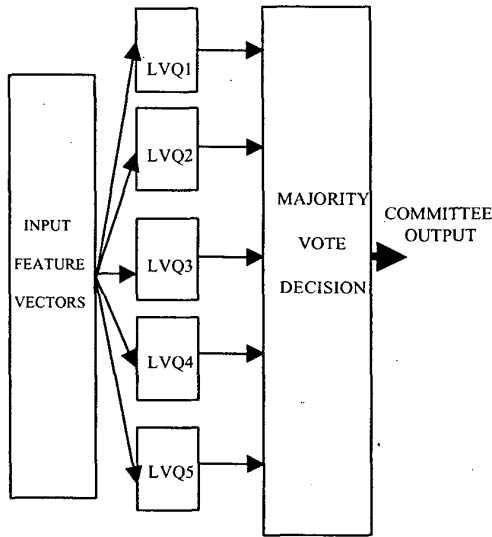 INPUT
FEATURE
VECTORS
LVQ1
LVQ2
LVQ3
LVQ4
LVQ5
MAJORITY
VOTE
DECISION
COMMITTEE
OUTPUT